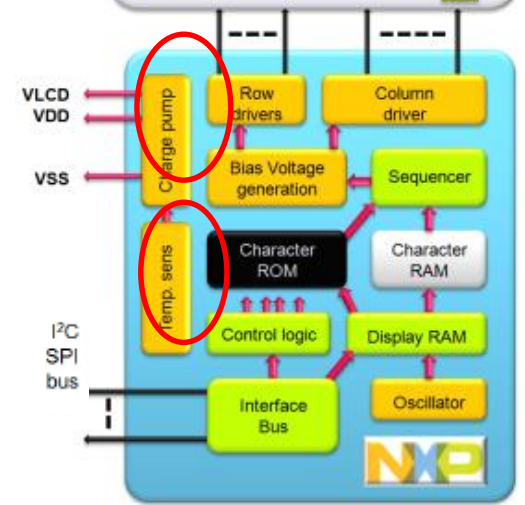 VLCD
VDD
VSS
Charge pump
Row
drivers
Column
driver
Bias Voltage
generation
Sequencer
Temp. sens
Character
ROM
Character
RAM
I²C
SPI
bus
Control logic
Display RAM
Interface
Bus
Oscillator
NXP